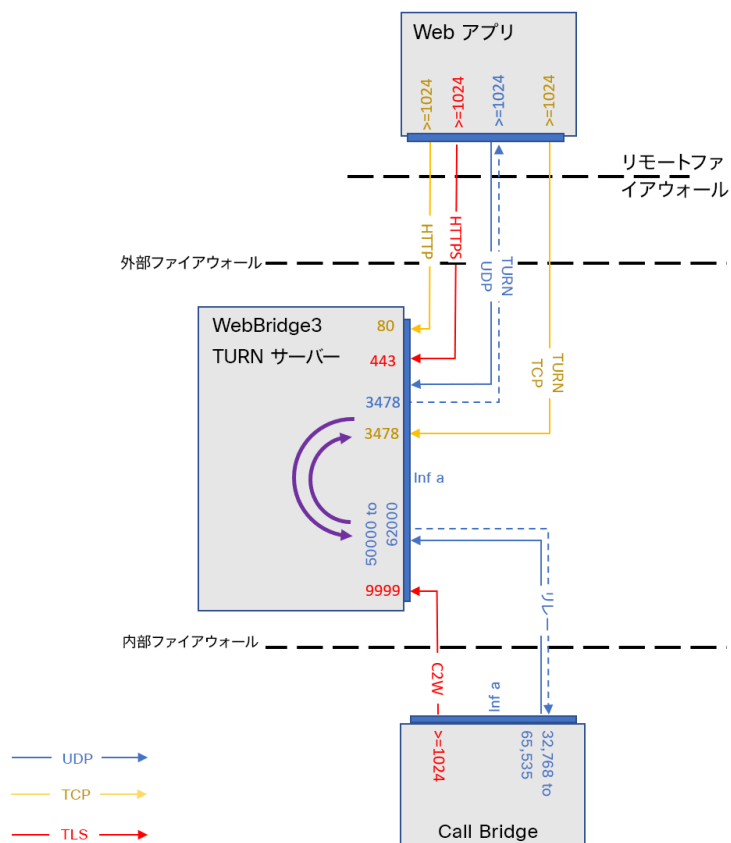 Web アプリ
>=1024
>=1024
>=1024
>=1024
リモートファ
イアウォール
HTTP
HTTPS
TURN
UDP
TURN
TCP
外部ファイアウォール
WebBridge3
TURN サーバー
80
443
3478
3478
Inf a
50000 to
62000
9999
リレー
内部ファイアウォール
C2W
Inf a
>=1024
32,768 to
65,535
Call Bridge
UDP
TCP
TLS